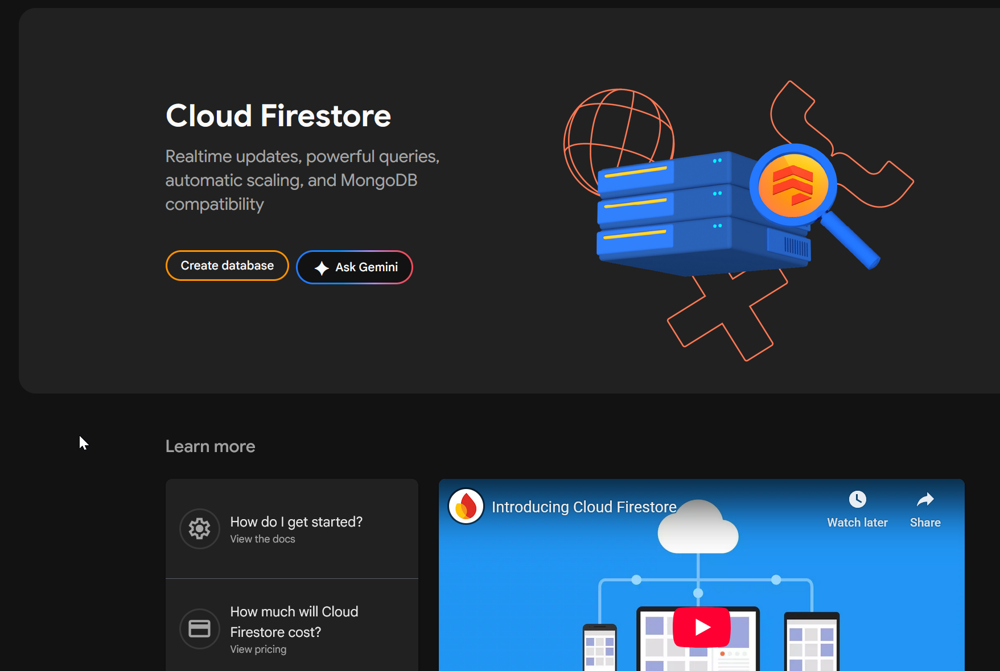 Cloud Firestore
Realtime updates, powerful queries,
automatic scaling, and MongoDB
compatibility
Create database
Ask Gemini
Learn more
How do I get started?
View the docs
How much will Cloud
Firestore cost?
View pricing
Introducing Cloud Firestore
Watch later
Share